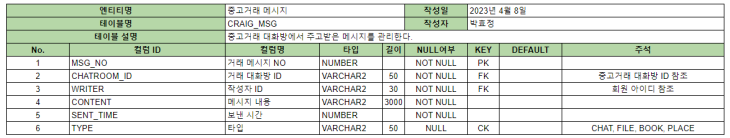 엔티티명 중고거래 메시지 작성일 2023년 4월 8일
테이블명 CRAIG_MSG 작성자 박효정
테이블 설명 중고거래 대화방에서 주고받은 메시지를 관리한다.
No. 컬럼 ID 컬럼명 타입 길이 NULL여부 KEY DEFAULT 주석
1 MSG_NO 거래 메시지 NO NUMBER NOT NULL PK
2 CHATROOM_ID 거래 대화방 ID VARCHAR2 50 NOT NULL FK 중고거래 대화방 ID 참조
3 WRITER 작성자 ID VARCHAR2 30 NOT NULL FK 회원 아이디 참조
4 CONTENT 메시지 내용 VARCHAR2 3000 NOT NULL
5 SENT_TIME 보낸 시간 NUMBER NOT NULL
6 TYPE 타입 VARCHAR2 50 NULL CK CHAT, FILE, BOOK, PLACE